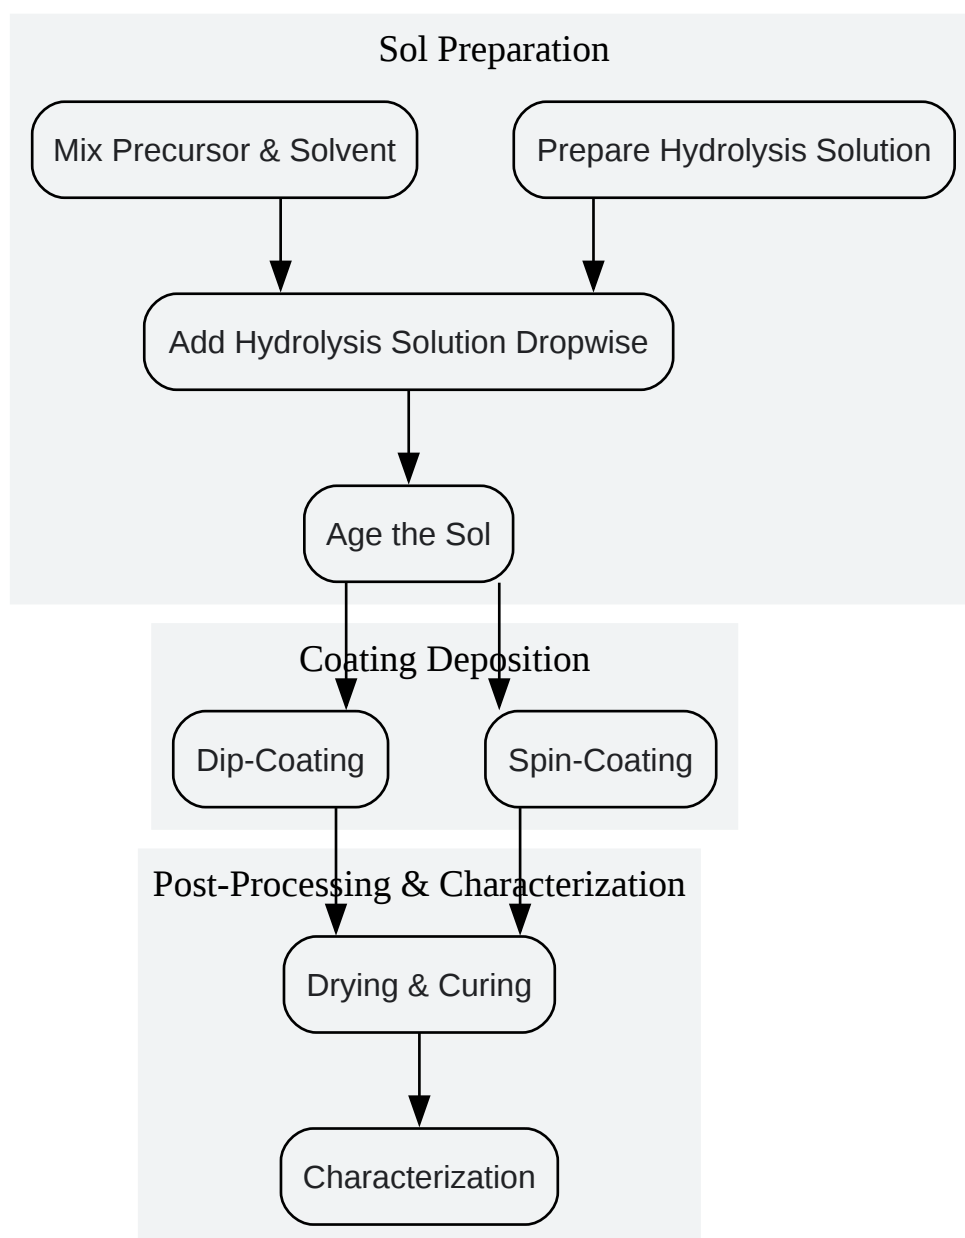 Sol Preparation
Mix Precursor & Solvent
Prepare Hydrolysis Solution
Add Hydrolysis Solution Dropwise
Age the Sol
Coating Deposition
Dip-Coating
Spin-Coating
Post-Processing & Characterization
Drying & Curing
Characterization